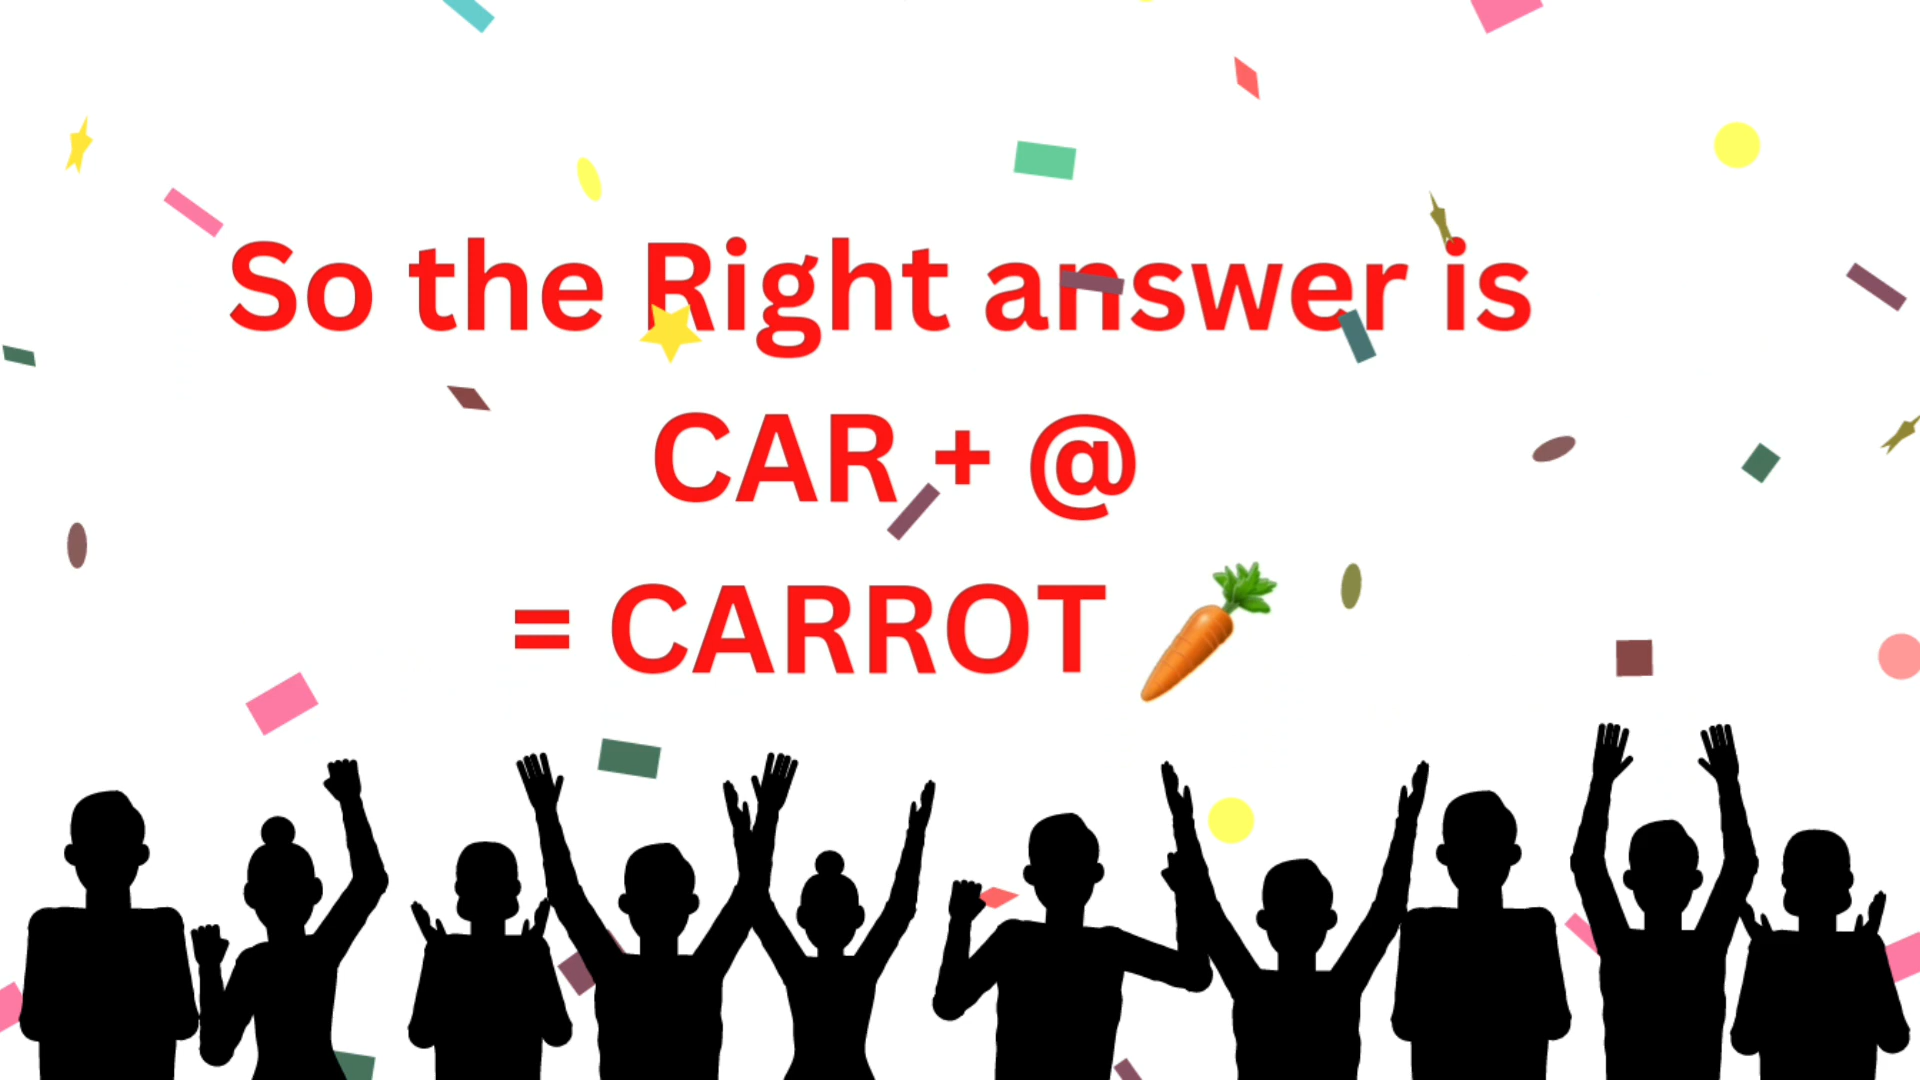 So the Right answer is
CAR + @
= CARROT 🥕